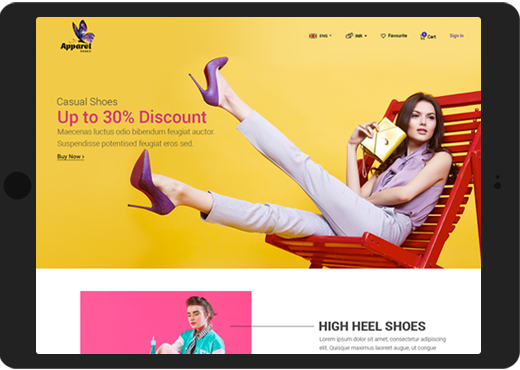 Apparel
ENG
INR
Favourite
Cart
Sign in
Casual Shoes
Up to 30% Discount
Maecenas luctus odio bibendum feugiat auctor.
Suspendisse potentised feugiat eros sed.
Buy Now >
HIGH HEEL SHOES
Lorem ipsum dolor sit amet, consectetur adipiscing
elit. Quisque maximus laoreet augue, ut congue